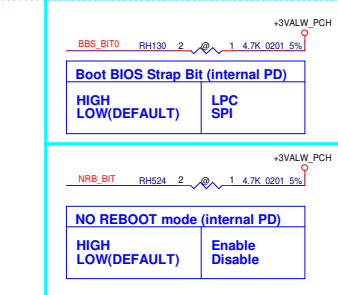 +3VALW_PCH
BBS_BIT0 RH130 2 @ 1 4.7K 0201 5%
Boot BIOS Strap Bit (internal PD)
HIGH LPC
LOW(DEFAULT) SPI
+3VALW_PCH
NRB_BIT RH524 2 @ 1 4.7K 0201 5%
NO REBOOT mode (internal PD)
HIGH Enable
LOW(DEFAULT) Disable